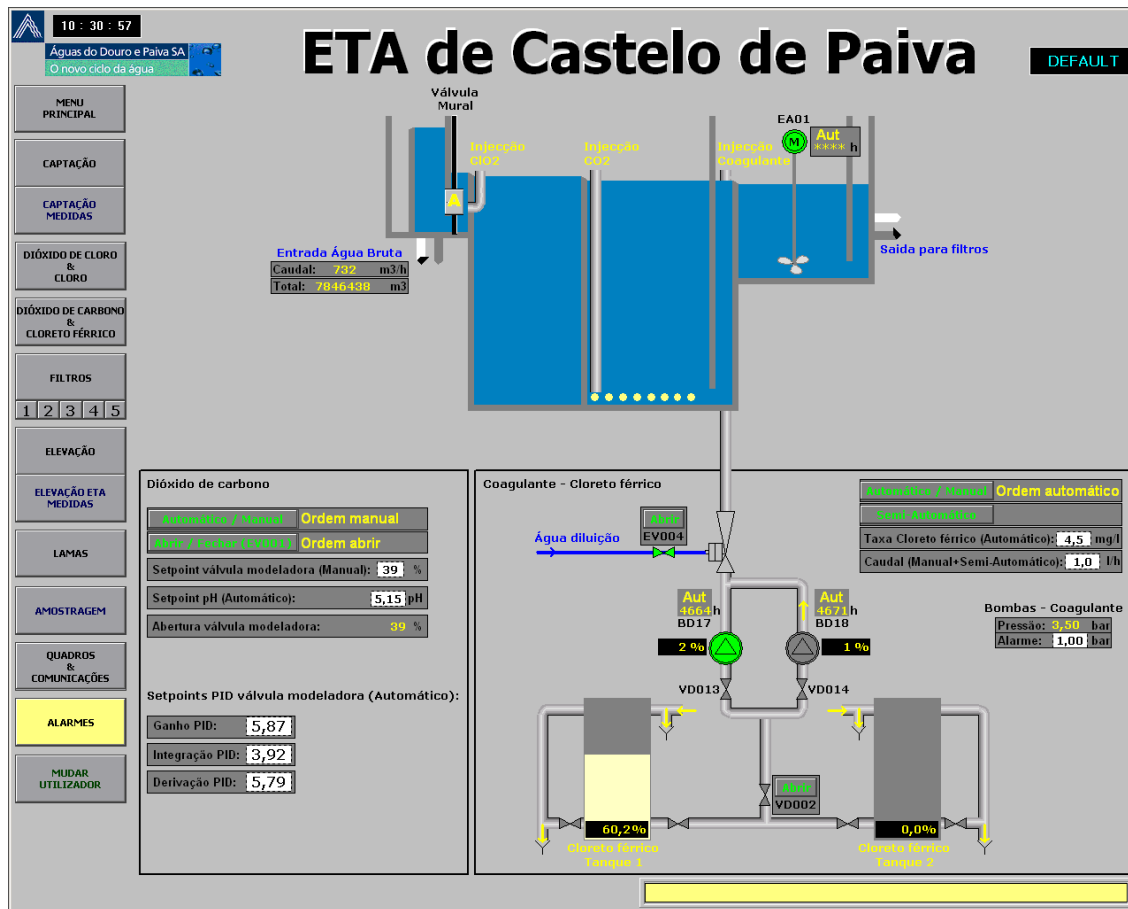 10 : 30 : 57
Águas do Douro e Paiva SA
O novo ciclo da água
ETA de Castelo de Paiva
DEFAULT
MENU
PRINCIPAL
CAPTAÇÃO
CAPTAÇÃO
MEDIDAS
DIÓXIDO DE CLORO
&
CLORO
DIÓXIDO DE CARBONO
&
CLORETO FÉRRICO
FILTROS
1 2 3 4 5
ELEVAÇÃO
ELEVAÇÃO ETA
MEDIDAS
LAMAS
AMOSTRAGEM
QUADROS
&
COMUNICAÇÕES
ALARMES
MUDAR
UTILIZADOR
Válvula
Mural
Injecção
ClO2
Injecção
CO2
Injecção
Coagulante
EA01
M
Aut
**** h
A
Entrada Água Bruta
Caudal: 732 m3/h
Total: 7846438 m3
Saida para filtros
Dióxido de carbono
Automático / Manual Ordem manual
Abrir / Fechar (EV001) Ordem abrir
Setpoint válvula modeladora (Manual): 39 %
Setpoint pH (Automático): 5,15 pH
Abertura válvula modeladora: 39 %
Setpoints PID válvula modeladora (Automático):
Ganho PID: 5,87
Integração PID: 3,92
Derivação PID: 5,79
Coagulante - Cloreto férrico
Automático / Manual Ordem automático
Semi-Automático
Taxa Cloreto férrico (Automático): 4,5 mg/l
Caudal (Manual+Semi-Automático): 1,0 l/h
Abrir
EV004
Água diluição
Aut
4664 h
BD17
2 %
Aut
4671 h
BD18
1 %
Bombas - Coagulante
Pressão: 3,50 bar
Alarme: 1,00 bar
VD013
VD014
Abrir
VD002
60,2%
Cloreto férrico
Tanque 1
0,0%
Cloreto férrico
Tanque 2